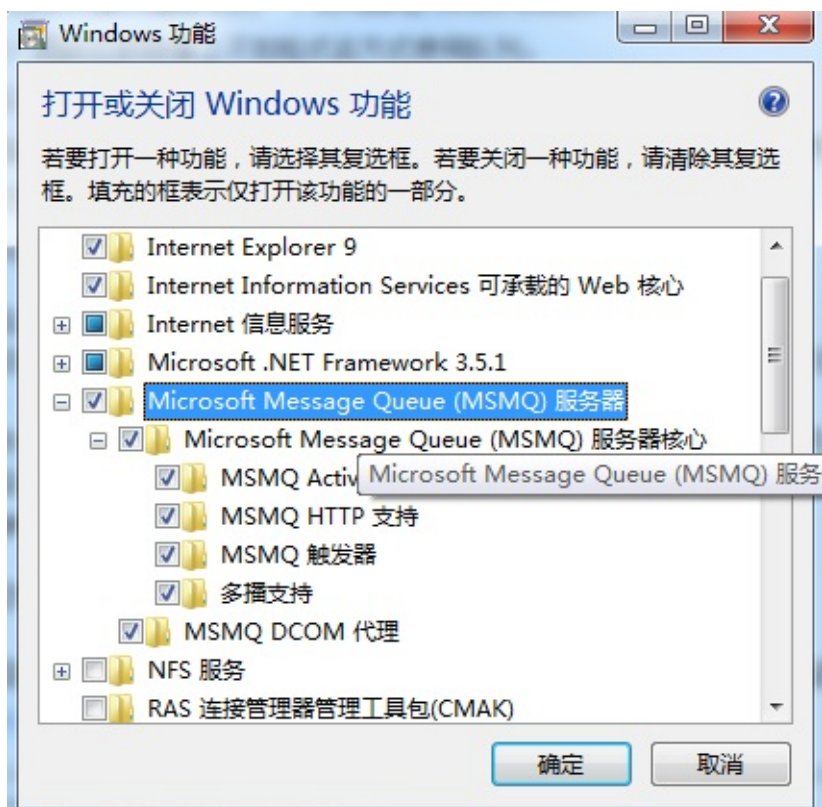 Windows 功能
打开或关闭 Windows 功能
若要打开一种功能，请选择其复选框。若要关闭一种功能，请清除其复选
框。填充的框表示仅打开该功能的一部分。
Internet Explorer 9
Internet Information Services 可承载的 Web 核心
Internet 信息服务
Microsoft .NET Framework 3.5.1
Microsoft Message Queue (MSMQ) 服务器
Microsoft Message Queue (MSMQ) 服务器核心
MSMQ Activ
Microsoft Message Queue (MSMQ) 服务
MSMQ HTTP 支持
MSMQ 触发器
多播支持
MSMQ DCOM 代理
NFS 服务
RAS 连接管理器管理工具包(CMAK)
确定 取消